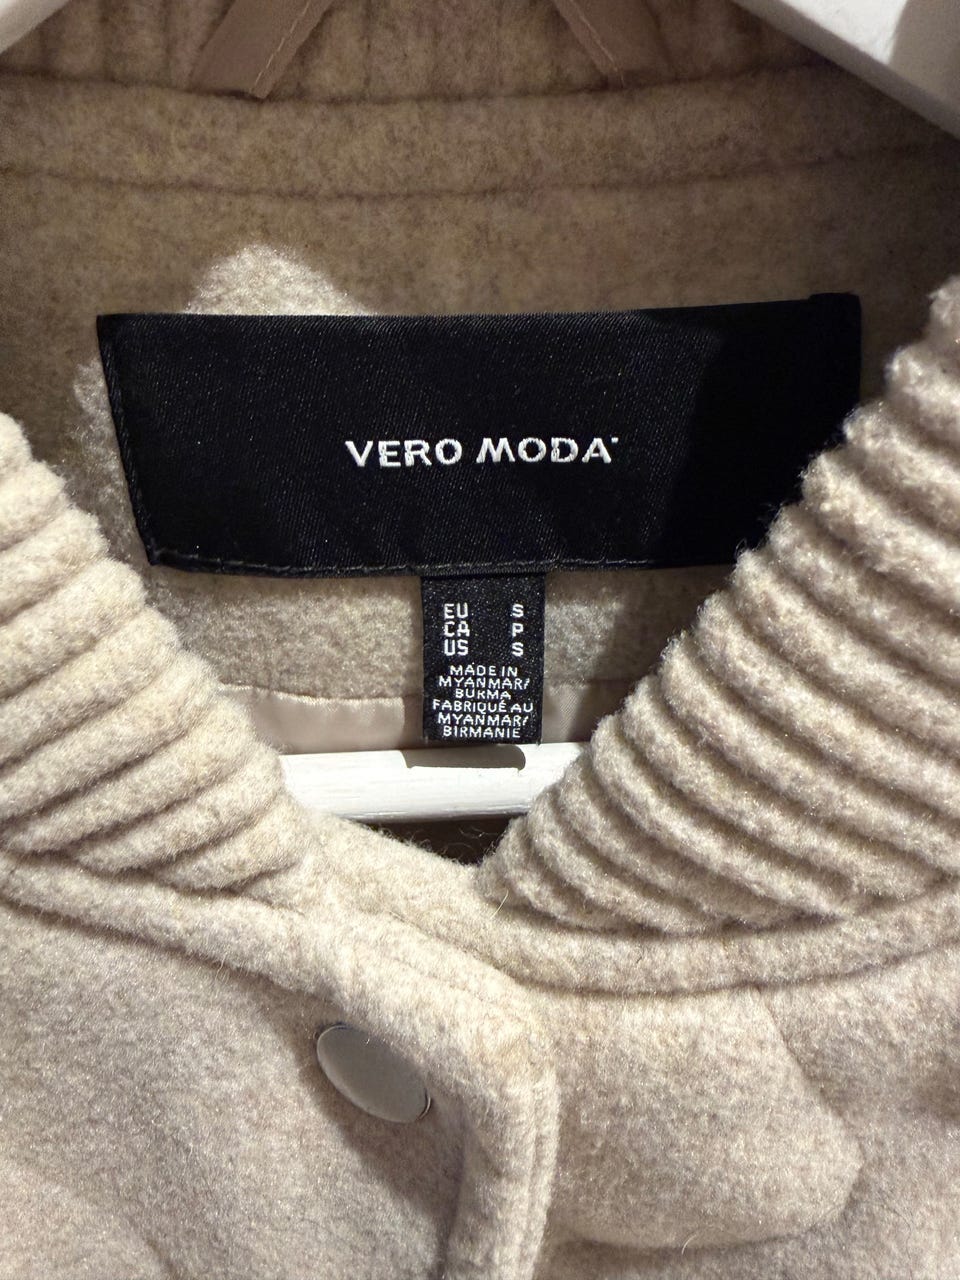 VERO MODA
EU S
CA P
US S
MADE IN
MYANMAR/
BURMA
FABRIQUÉ AU
MYANMAR/
BIRMANIE